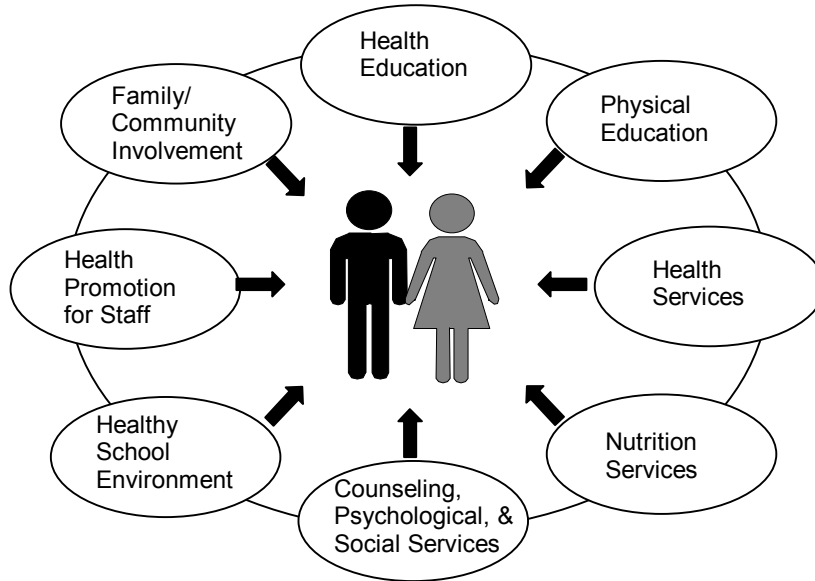 Health
Education
Physical
Education
Health
Services
Nutrition
Services
Counseling,
Psychological, &
Social Services
Healthy
School
Environment
Health
Promotion
for Staff
Family/
Community
Involvement